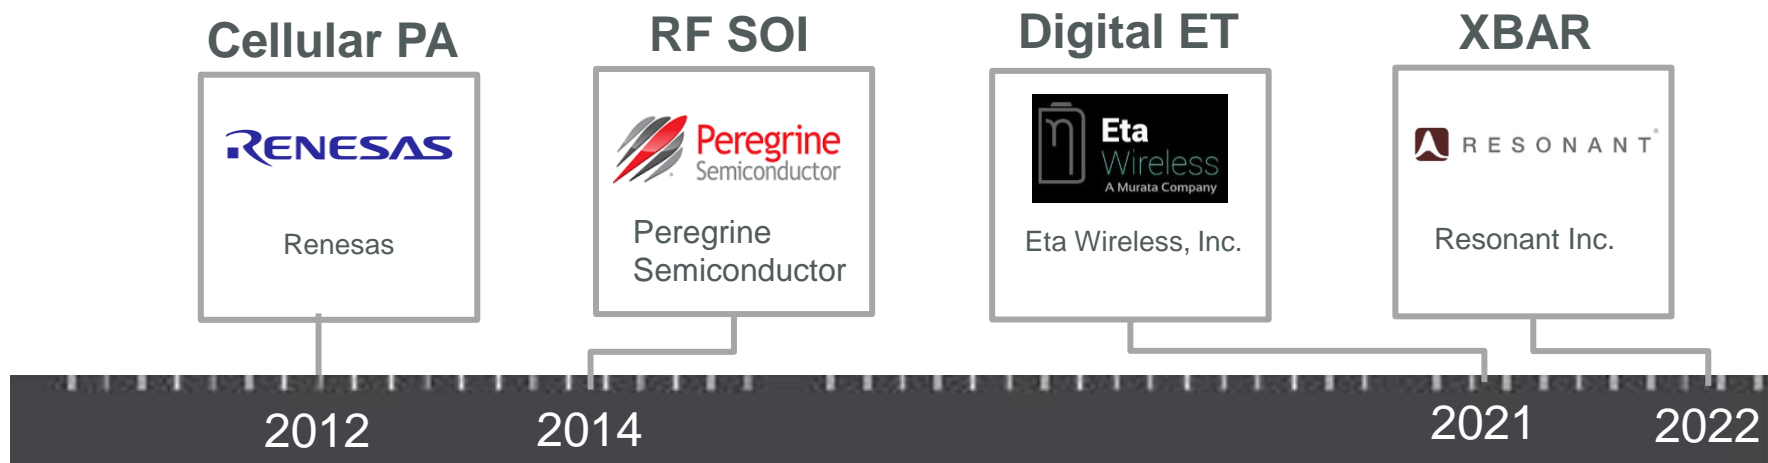 Cellular PA
RF SOI
Digital ET
XBAR
RENESAS
Renesas
Peregrine
Semiconductor
Peregrine
Semiconductor
η
Eta
Wireless
A Murata Company
Eta Wireless, Inc.
RESONANT
Resonant Inc.
2012
2014
2021
2022